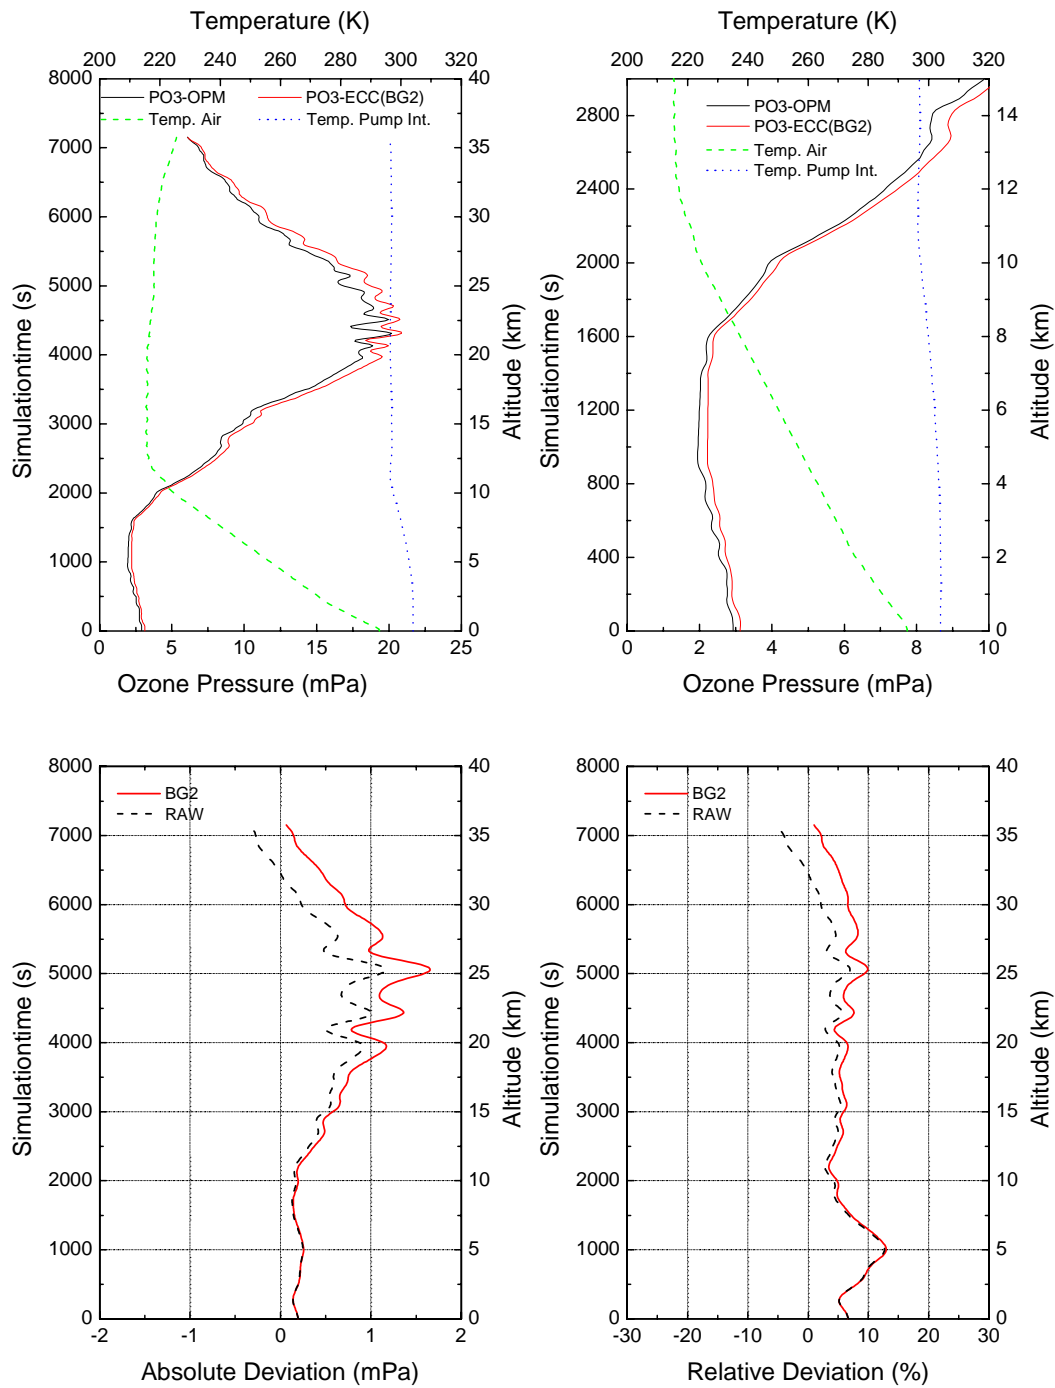 Temperature (K)
200 220 240 260 280 300 320
8000 40
PO3-OPM PO3-ECC(BG2)
Temp. Air Temp. Pump Int.
7000 35
6000 30
5000 25
4000 20
3000 15
2000 10
1000 5
0 0
0 5 10 15 20 25
Simulationtime (s)
Altitude (km)
Ozone Pressure (mPa)
Temperature (K)
200 220 240 260 280 300 320
PO3-OPM
PO3-ECC(BG2)
Temp. Air
Temp. Pump Int.
2800 14
2400 12
2000 10
1600 8
1200 6
800 4
400 2
0 0
0 2 4 6 8 10
Simulationtime (s)
Altitude (km)
Ozone Pressure (mPa)
8000 40
BG2
RAW
7000 35
6000 30
5000 25
4000 20
3000 15
2000 10
1000 5
0 0
-2 -1 0 1 2
Simulationtime (s)
Altitude (km)
Absolute Deviation (mPa)
8000 40
BG2
RAW
7000 35
6000 30
5000 25
4000 20
3000 15
2000 10
1000 5
0 0
-30 -20 -10 0 10 20 30
Simulationtime (s)
Altitude (km)
Relative Deviation (%)